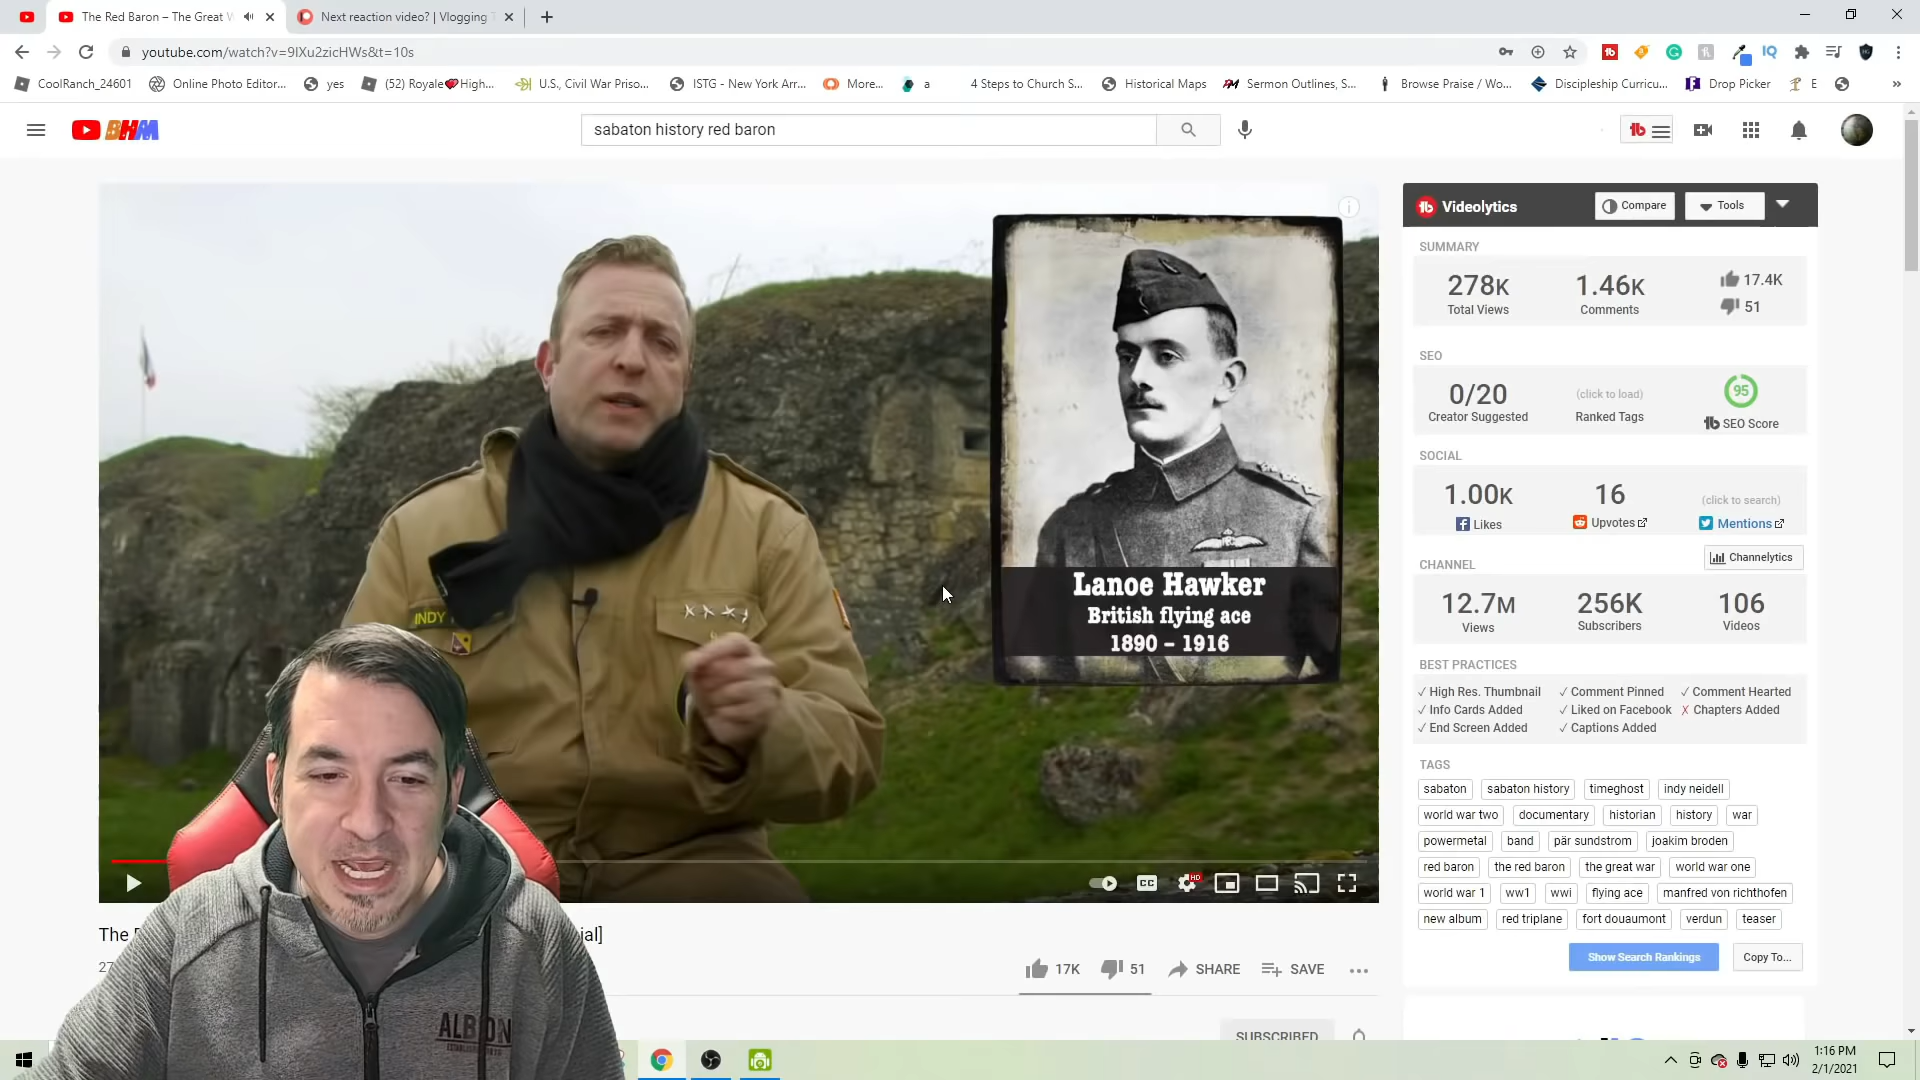 The Red Baron – The Great W
Next reaction video? | Vlogging T
youtube.com/watch?v=9IXu2zicHWs&t=10s
IQ
CoolRanch_24601
Online Photo Editor...
yes
(52) Royale❤High...
U.S., Civil War Priso...
ISTG - New York Arr...
More...
a
4 Steps to Church S...
Historical Maps
Sermon Outlines, S...
Browse Praise / Wo...
Discipleship Curricu...
Drop Picker
E
»
BHM
sabaton history red baron
Videolytics
Compare
Tools
SUMMARY
278K
Total Views
1.46K
Comments
17.4K
51
SEO
0/20
Creator Suggested
(click to load)
Ranked Tags
95
SEO Score
SOCIAL
1.00K
Likes
16
Upvotes
(click to search)
Mentions
Channelytics
CHANNEL
12.7M
Views
256K
Subscribers
106
Videos
BEST PRACTICES
✓ High Res. Thumbnail ✓ Comment Pinned ✓ Comment Hearted
✓ Info Cards Added ✓ Liked on Facebook ✗ Chapters Added
✓ End Screen Added ✓ Captions Added
TAGS
sabaton sabaton history timeghost indy neidell
world war two documentary historian history war
powermetal band pär sundstrom joakim broden
red baron the red baron the great war world war one
world war 1 ww1 wwi flying ace manfred von richthofen
new album red triplane fort douaumont verdun teaser
Show Search Rankings
Copy To...
INDY
Lanoe Hawker
British flying ace
1890 – 1916
CC
HD
The
ial]
27
17K
51
SHARE
SAVE
SUBSCRIBED
ALBION
1:16 PM
2/1/2021